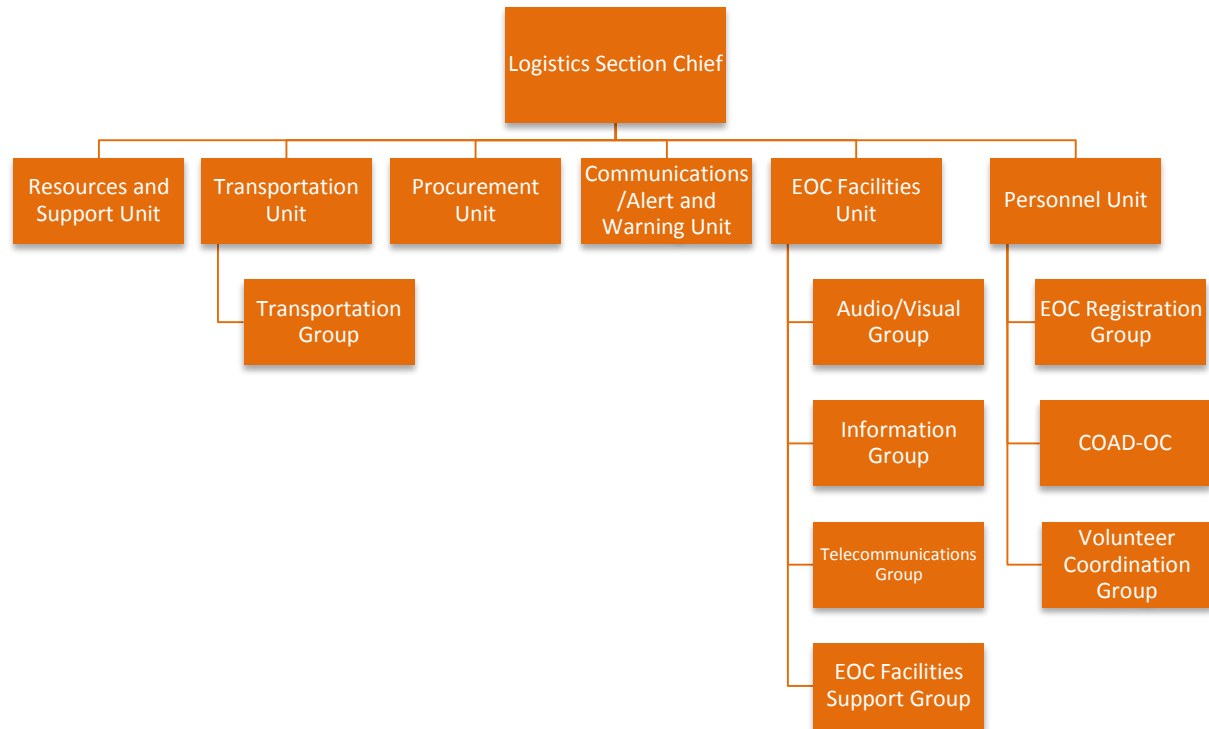 Logistics Section Chief
Resources and
Support Unit
Transportation
Unit
Procurement
Unit
Communications
/Alert and
Warning Unit
EOC Facilities
Unit
Personnel Unit
Transportation
Group
Audio/Visual
Group
Information
Group
Telecommunications
Group
EOC Facilities
Support Group
EOC Registration
Group
COAD-OC
Volunteer
Coordination
Group